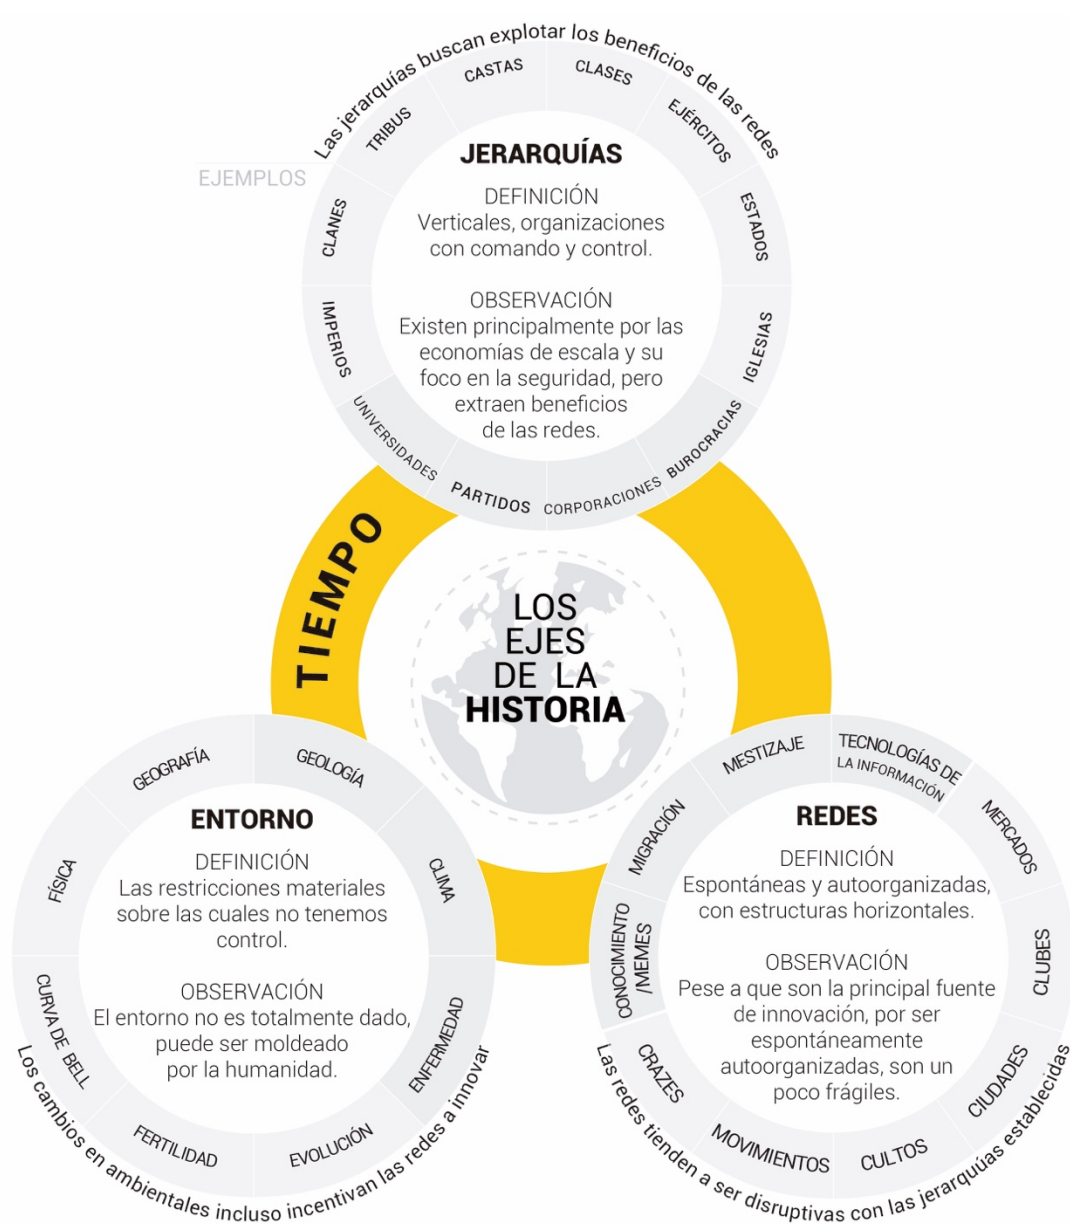 Las jerarquías buscan explotar los beneficios de las redes
EJEMPLOS
CLANES
TRIBUS
CASTAS
CLASES
EJÉRCITOS
ESTADOS
IGLESIAS
BUROCRACIAS
CORPORACIONES
PARTIDOS
UNIVERSIDADES
IMPERIOS
JERARQUÍAS
DEFINICIÓN
Verticales, organizaciones
con comando y control.
OBSERVACIÓN
Existen principalmente por las
economías de escala y su
foco en la seguridad, pero
extraen beneficios
de las redes.
TIEMPO
LOS
EJES
DE LA
HISTORIA
GEOGRAFÍA
GEOLOGÍA
CLIMA
ENFERMEDAD
EVOLUCIÓN
FERTILIDAD
CURVA DE BELL
FÍSICA
ENTORNO
DEFINICIÓN
Las restricciones materiales
sobre las cuales no tenemos
control.
OBSERVACIÓN
El entorno no es totalmente dado,
puede ser moldeado
por la humanidad.
Los cambios en ambientales incluso incentivan las redes a innovar
MESTIZAJE
TECNOLOGÍAS DE
LA INFORMACIÓN
MERCADOS
CLUBES
CIUDADES
CULTOS
MOVIMIENTOS
CRAZES
CONOCIMIENTO
/MEMES
MIGRACIÓN
REDES
DEFINICIÓN
Espontáneas y autoorganizadas,
con estructuras horizontales.
OBSERVACIÓN
Pese a que son la principal fuente
de innovación, por ser
espontáneamente
autoorganizadas, son un
poco frágiles.
Las redes tienden a ser disruptivas con las jerarqúuías establecidas